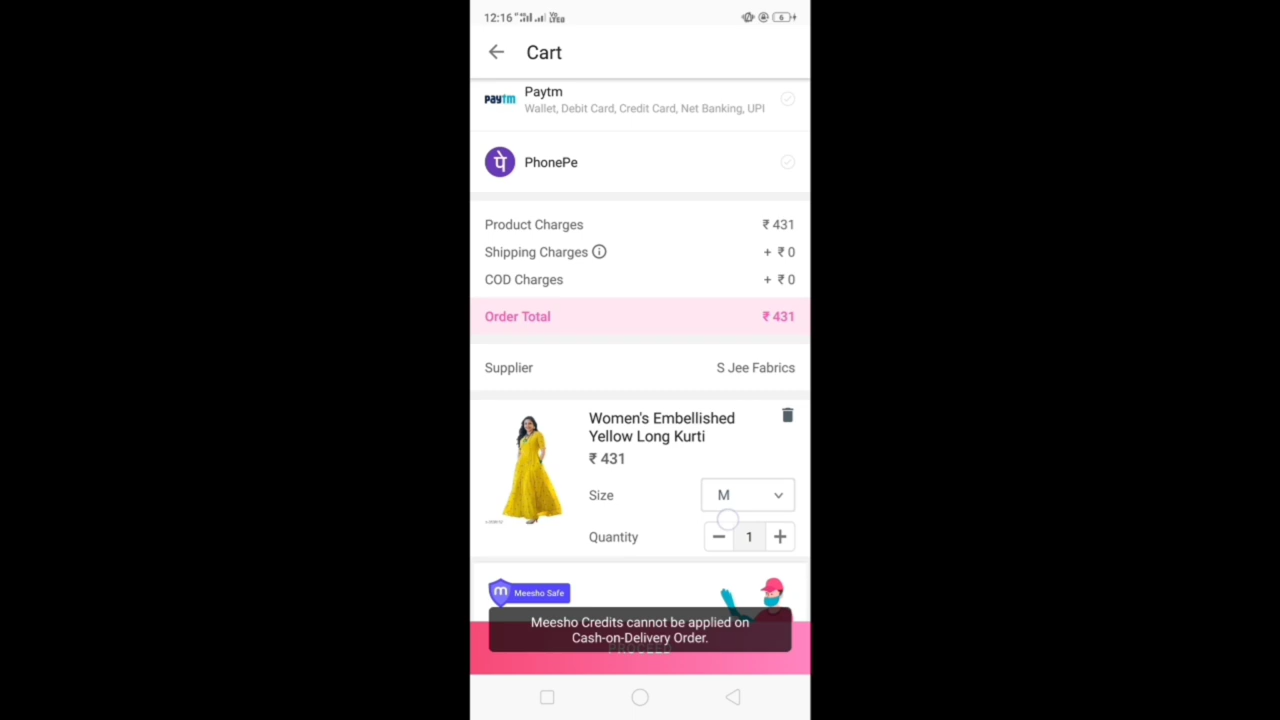 12:16
Cart
paytm
Paytm
Wallet, Debit Card, Credit Card, Net Banking, UPI
पे
PhonePe
Product Charges ₹ 431
Shipping Charges + ₹ 0
COD Charges + ₹ 0
Order Total ₹ 431
Supplier S Jee Fabrics
Women's Embellished
Yellow Long Kurti
₹ 431
Size M
Quantity 1
m Meesho Safe
Meesho Credits cannot be applied on
Cash-on-Delivery Order.
PROCEED